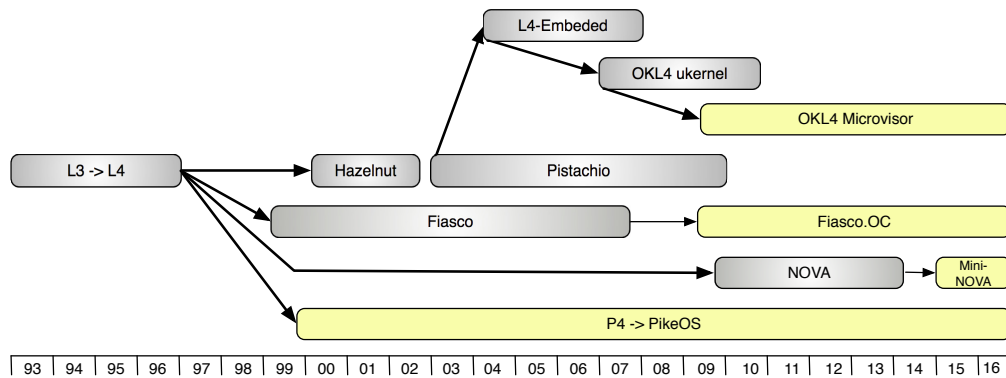 L4-Embeded
OKL4 ukernel
OKL4 Microvisor
L3 -> L4
Hazelnut
Pistachio
Fiasco
Fiasco.OC
NOVA
Mini-
NOVA
P4 -> PikeOS
93 94 95 96 97 98 99 00 01 02 03 04 05 06 07 08 09 10 11 12 13 14 15 16